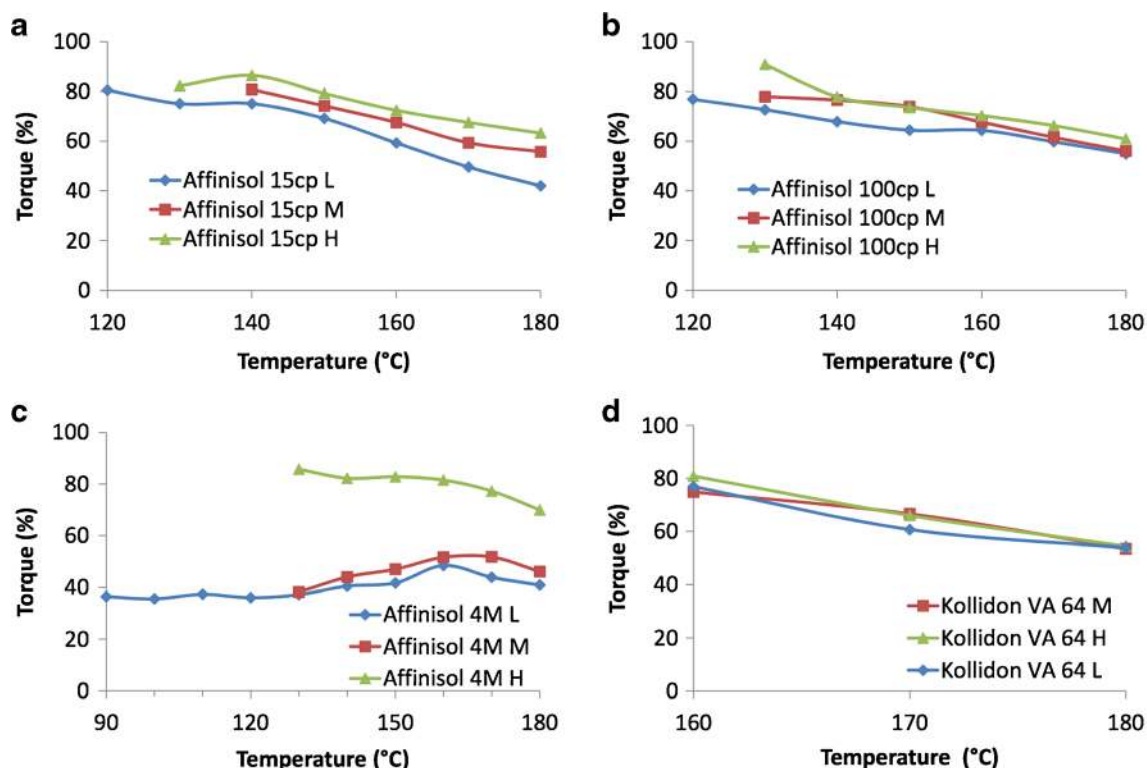 a
100
80
60
40
20
0
Torque (%)
Affinisol 15cp L
Affinisol 15cp M
Affinisol 15cp H
120 140 160 180
Temperature (°C)
b
100
80
60
40
20
0
Torque (%)
Affinisol 100cp L
Affinisol 100cp M
Affinisol 100cp H
120 140 160 180
Temperature (°C)
c
100
80
60
40
20
0
Torque (%)
Affinisol 4M L
Affinisol 4M M
Affinisol 4M H
90 120 150 180
Temperature (°C)
d
100
80
60
40
20
0
Torque (%)
Kollidon VA 64 M
Kollidon VA 64 H
Kollidon VA 64 L
160 170 180
Temperature (°C)